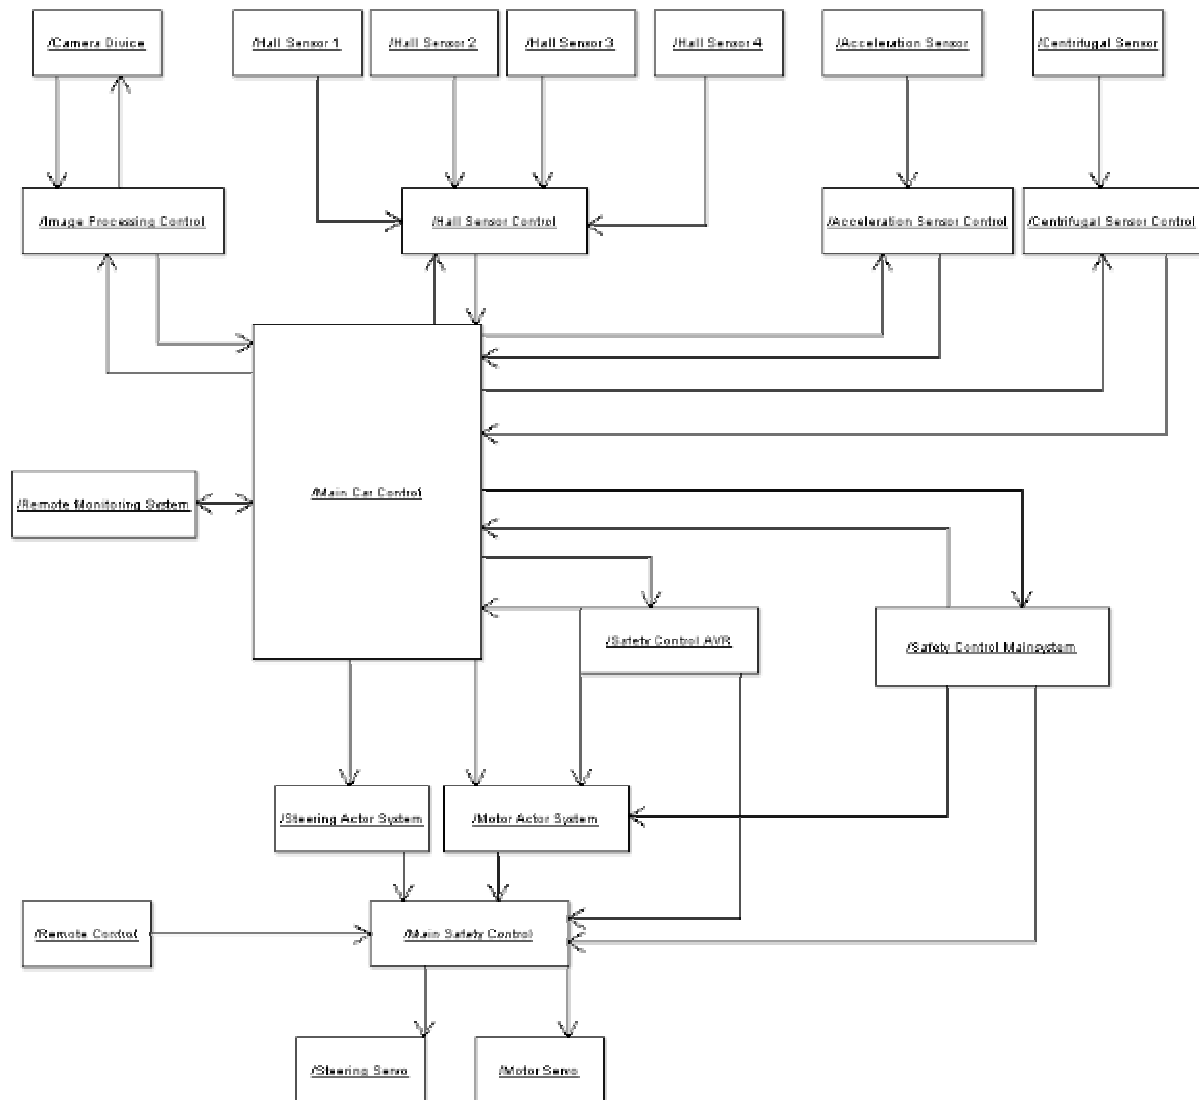 /Camera Divice
/Hall Sensor 1
/Hall Sensor 2
/Hall Sensor 3
/Hall Sensor 4
/Acceleration Sensor
/Centrifugal Sensor
/Image Processing Control
/Hall Sensor Control
/Acceleration Sensor Control
/Centrifugal Sensor Control
/Main Car Control
/Remote Monitoring System
/Safety Control AVR
/Safety Control Mainsystem
/Steering Actor System
/Motor Actor System
/Remote Control
/Main Safety Control
/Steering Servo
/Motor Servo